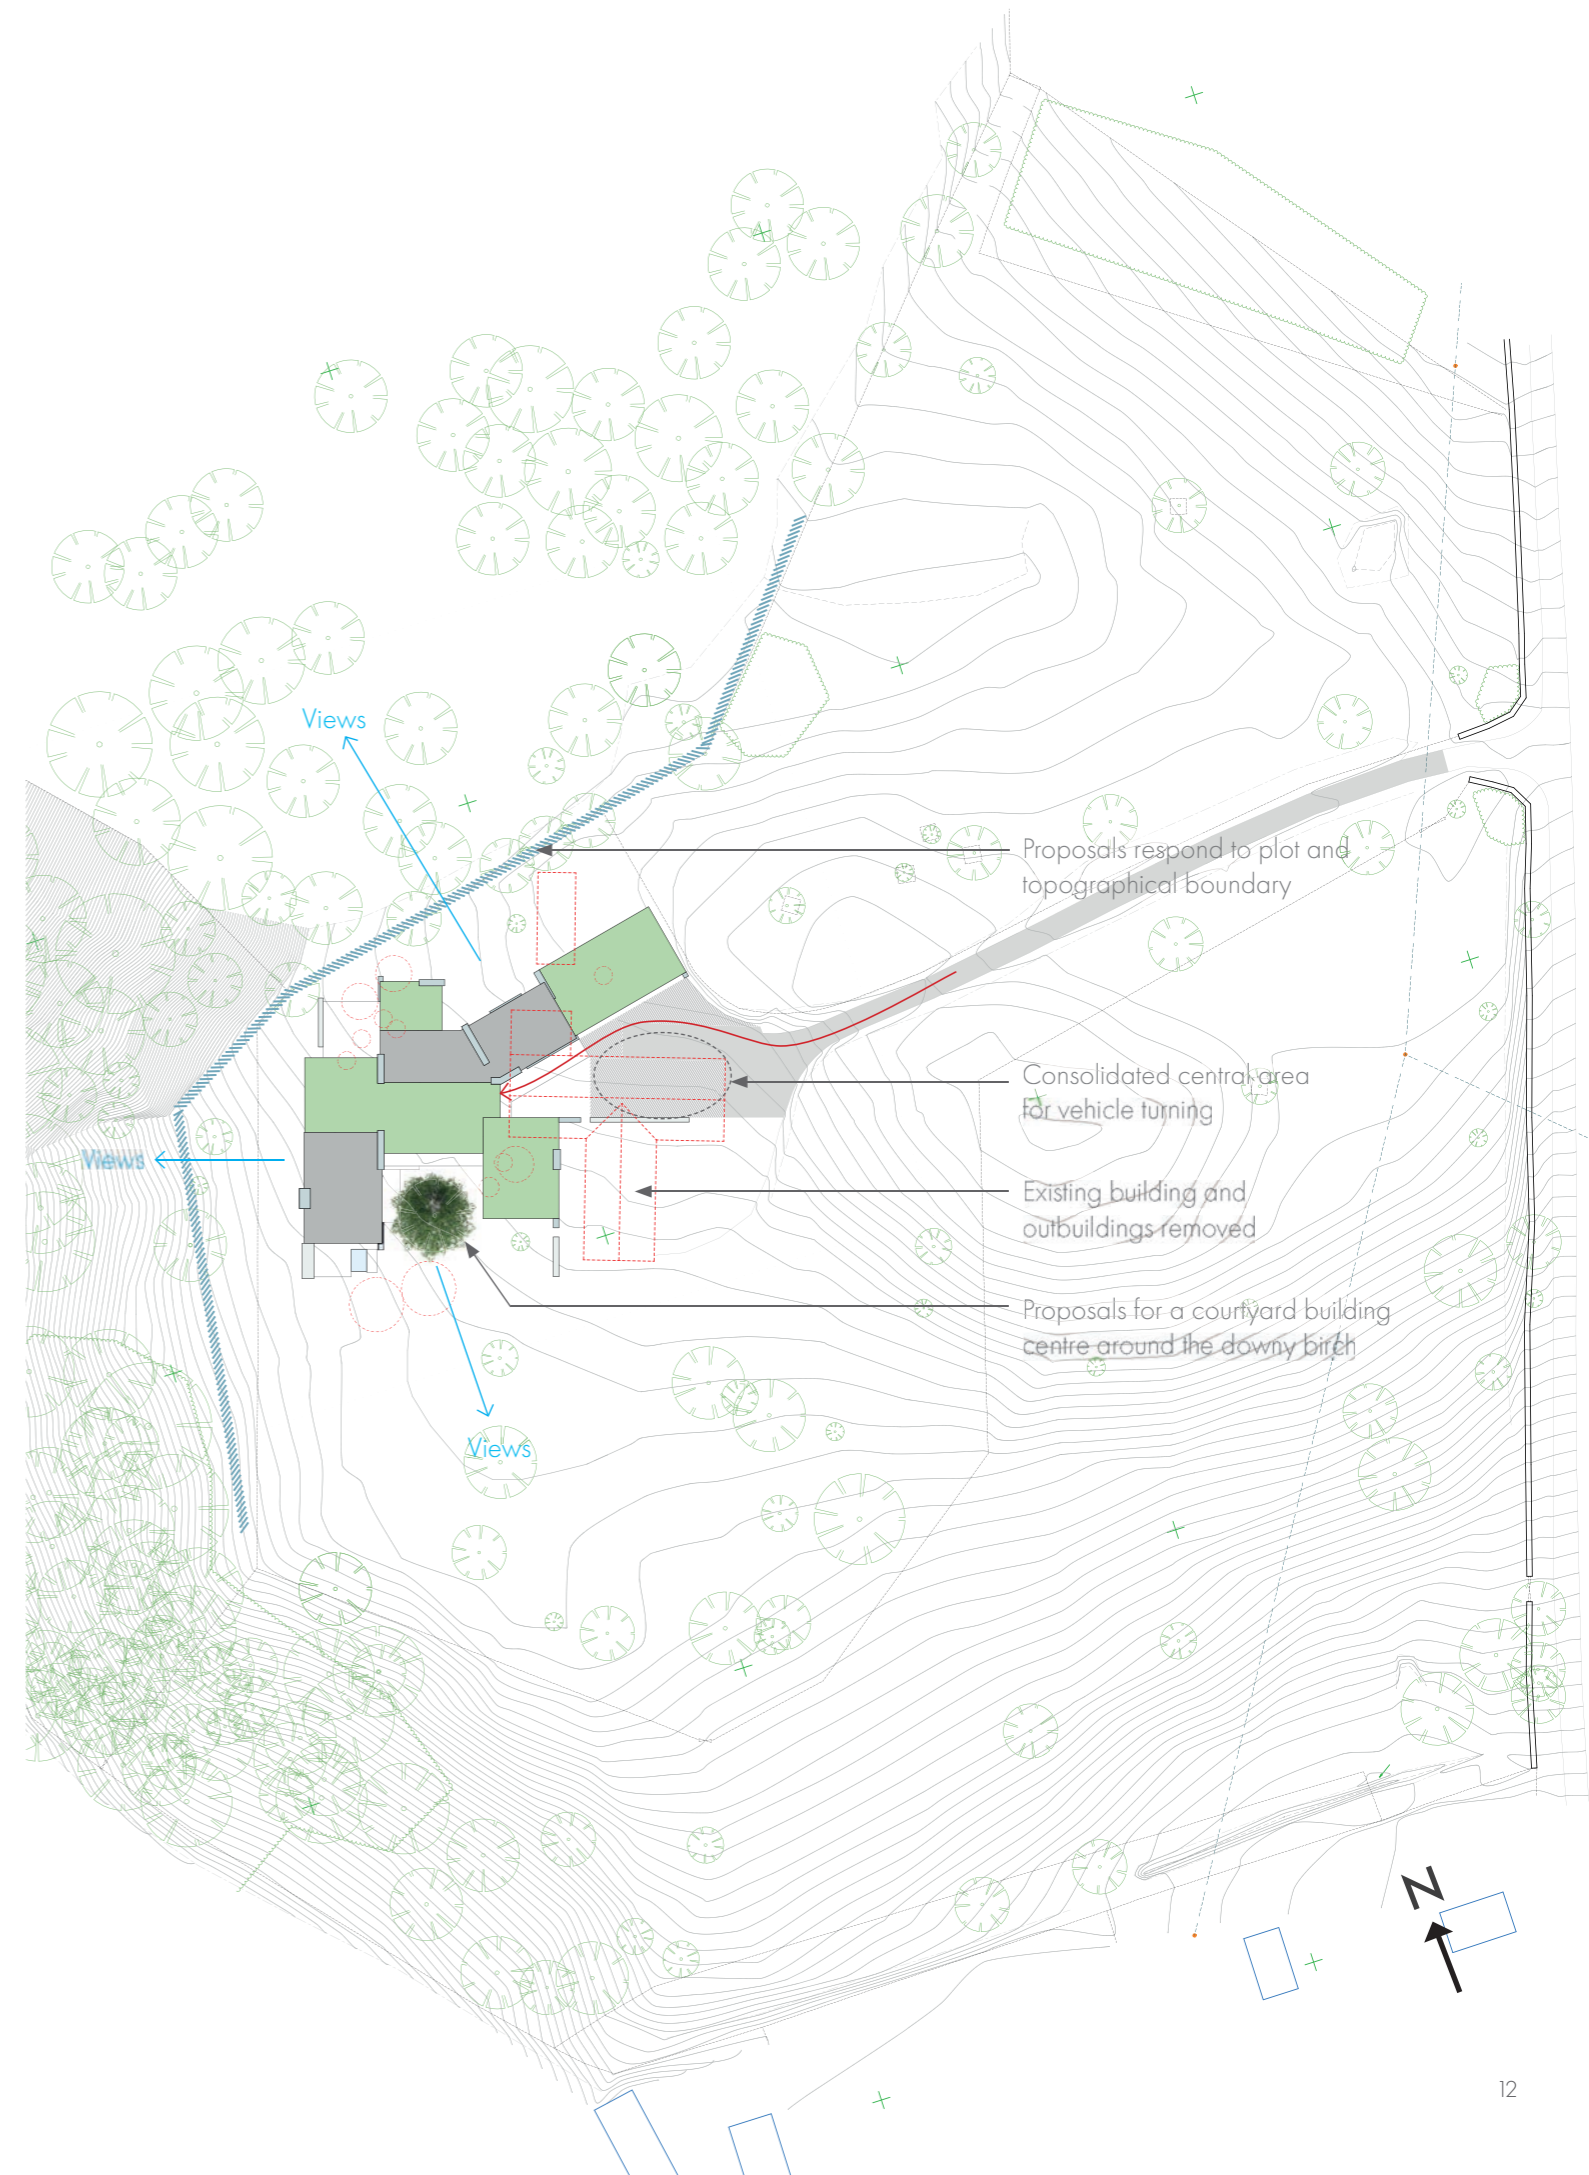 Views
Proposals respond to plot and
topographical boundary
Consolidated central area
for vehicle turning
Views
Existing building and
outbuildings removed
Proposals for a courtyard building
centre around the downy birch
Views
N
12